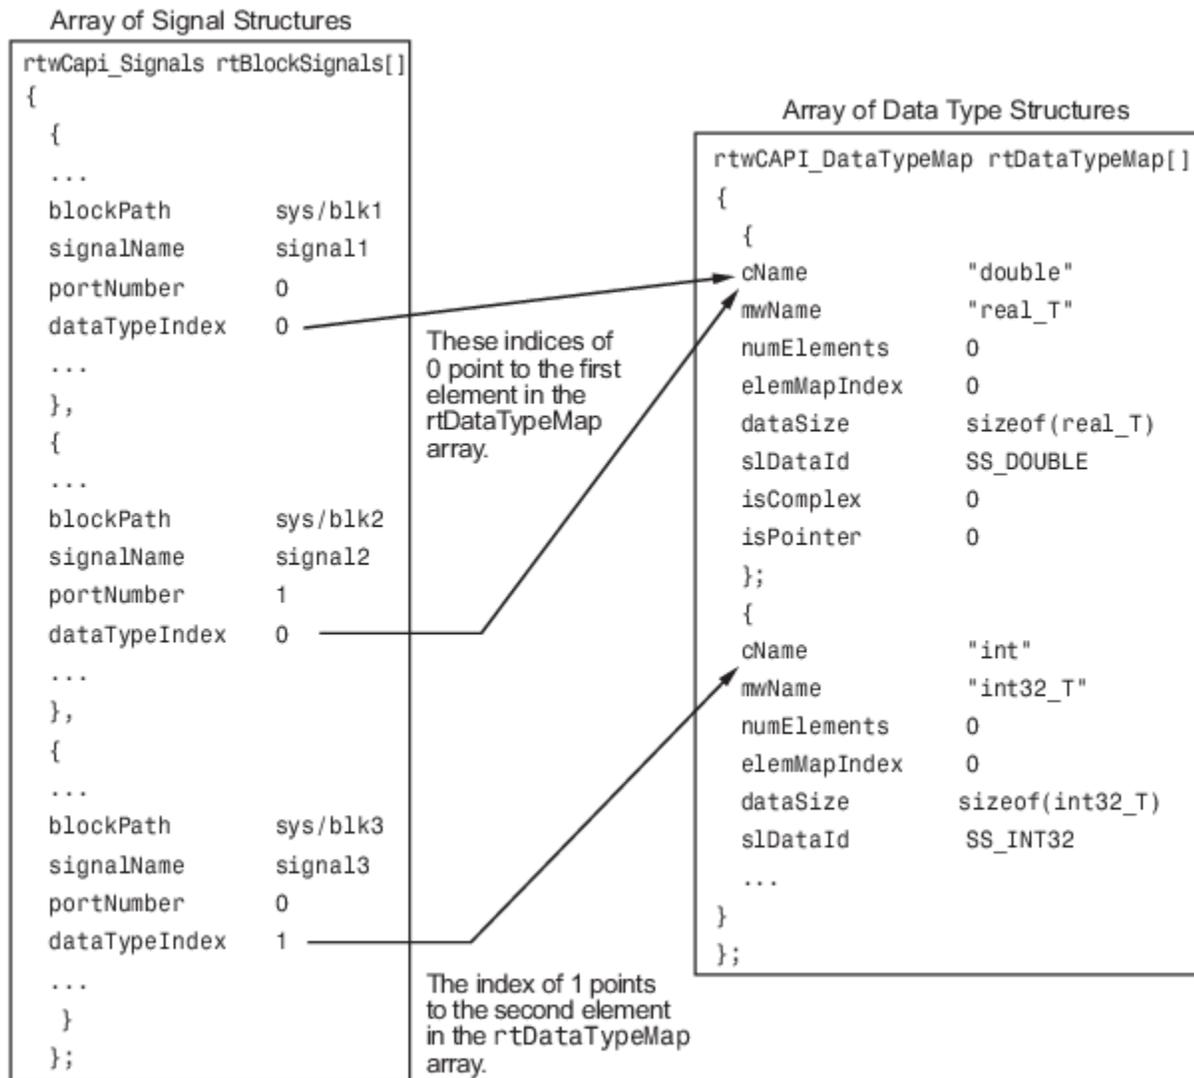 Array of Signal Structures
rtwCapi_Signals rtBlockSignals[]
{
{
...
blockPath sys/blk1
signalName signal1
portNumber 0
dataTypeIndex 0
...
},
{
...
blockPath sys/blk2
signalName signal2
portNumber 1
dataTypeIndex 0
...
},
{
...
blockPath sys/blk3
signalName signal3
portNumber 0
dataTypeIndex 1
...
}
};
These indices of
0 point to the first
element in the
rtDataTypeMap
array.
The index of 1 points
to the second element
in the rtDataTypeMap
array.
Array of Data Type Structures
rtwCAPI_DataTypeMap rtDataTypeMap[]
{
{
cName "double"
mwName "real_T"
numElements 0
elemMapIndex 0
dataSize sizeof(real_T)
slDataId SS_DOUBLE
isComplex 0
isPointer 0
};
{
cName "int"
mwName "int32_T"
numElements 0
elemMapIndex 0
dataSize sizeof(int32_T)
slDataId SS_INT32
...
}
};